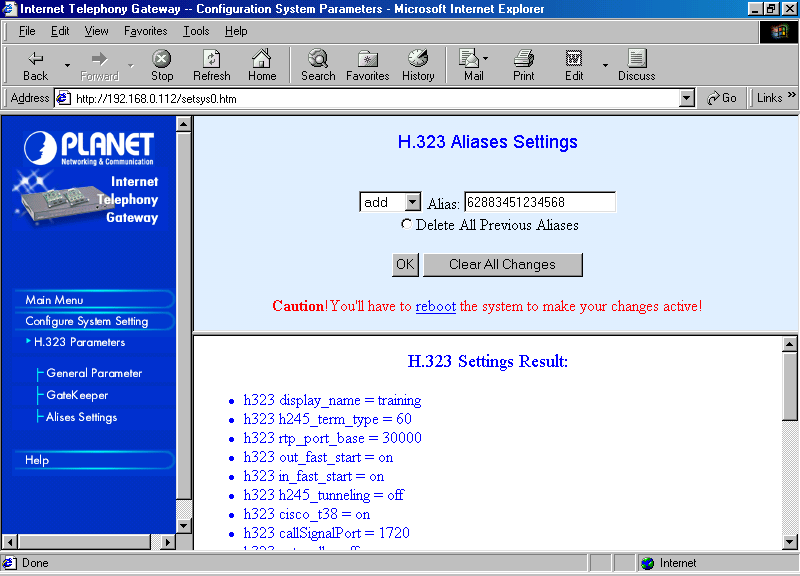 Internet Telephony Gateway -- Configuration System Parameters - Microsoft Internet Explorer
File Edit View Favorites Tools Help
Back Forward Stop Refresh Home Search Favorites History Mail Print Edit Discuss
Address http://192.168.0.112/setsys0.htm Go Links »
PLANET
Networking & Communication
Internet
Telephony
Gateway
Main Menu
Configure System Setting
H.323 Parameters
General Parameter
GateKeeper
Alises Settings
Help
H.323 Aliases Settings
add Alias: 62883451234568
Delete All Previous Aliases
OK Clear All Changes
Caution! You'll have to reboot the system to make your changes active!
H.323 Settings Result:
h323 display_name = training
h323 h245_term_type = 60
h323 rtp_port_base = 30000
h323 out_fast_start = on
h323 in_fast_start = on
h323 h245_tunneling = off
h323 cisco_t38 = on
h323 callSignalPort = 1720
Done Internet